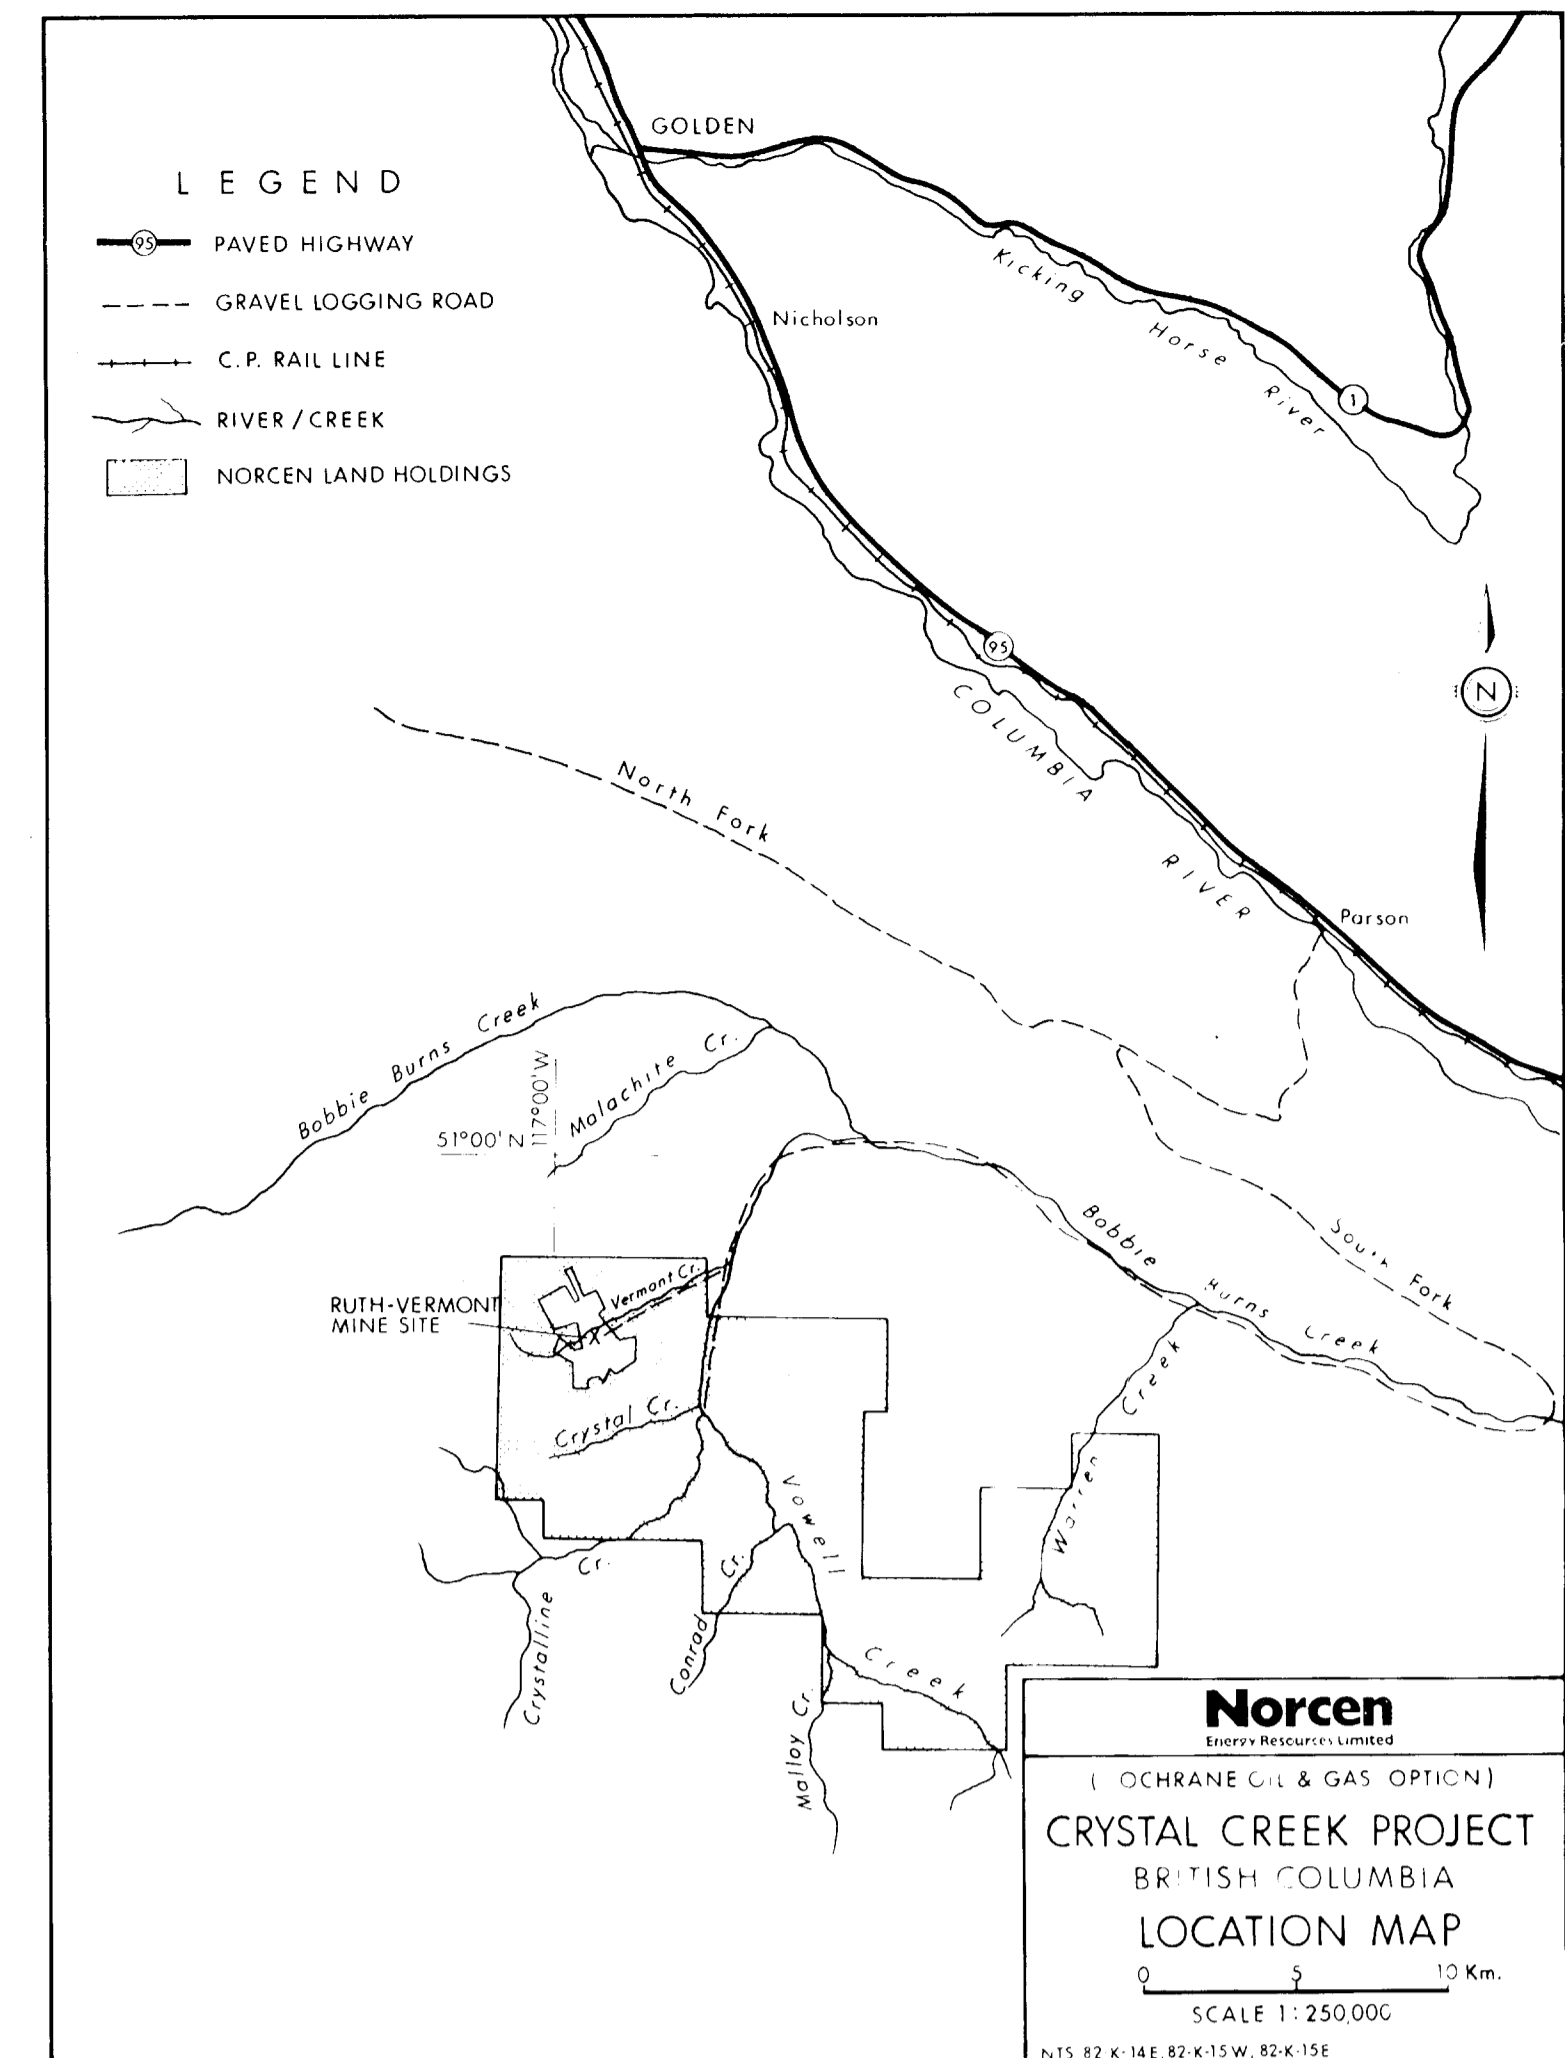 GOLDEN
LEGEND
95 PAVED HIGHWAY
GRAVEL LOGGING ROAD
C.P. RAIL LINE
RIVER / CREEK
NORCEN LAND HOLDINGS
Kicking Horse River
1
Nicholson
95
N
COLUMBIA RIVER
North Fork
Parson
Bobbie Burns Creek
Malachite Cr.
117°00'W
51°00'N
Bobbie Burns Creek
South Fork
Vermont Cr.
RUTH-VERMONT
MINE SITE
Crystal Cr.
Warren Creek
Vowell Creek
Crystalline Cr.
Conrad Cr.
Malloy Cr.
Norcen
Energy Resources Limited
( OCHRANE OIL & GAS OPTION)
CRYSTAL CREEK PROJECT
BRITISH COLUMBIA
LOCATION MAP
0 5 10 Km.
SCALE 1:250,000
NTS 82 K-14E, 82-K-15W, 82-K-15E